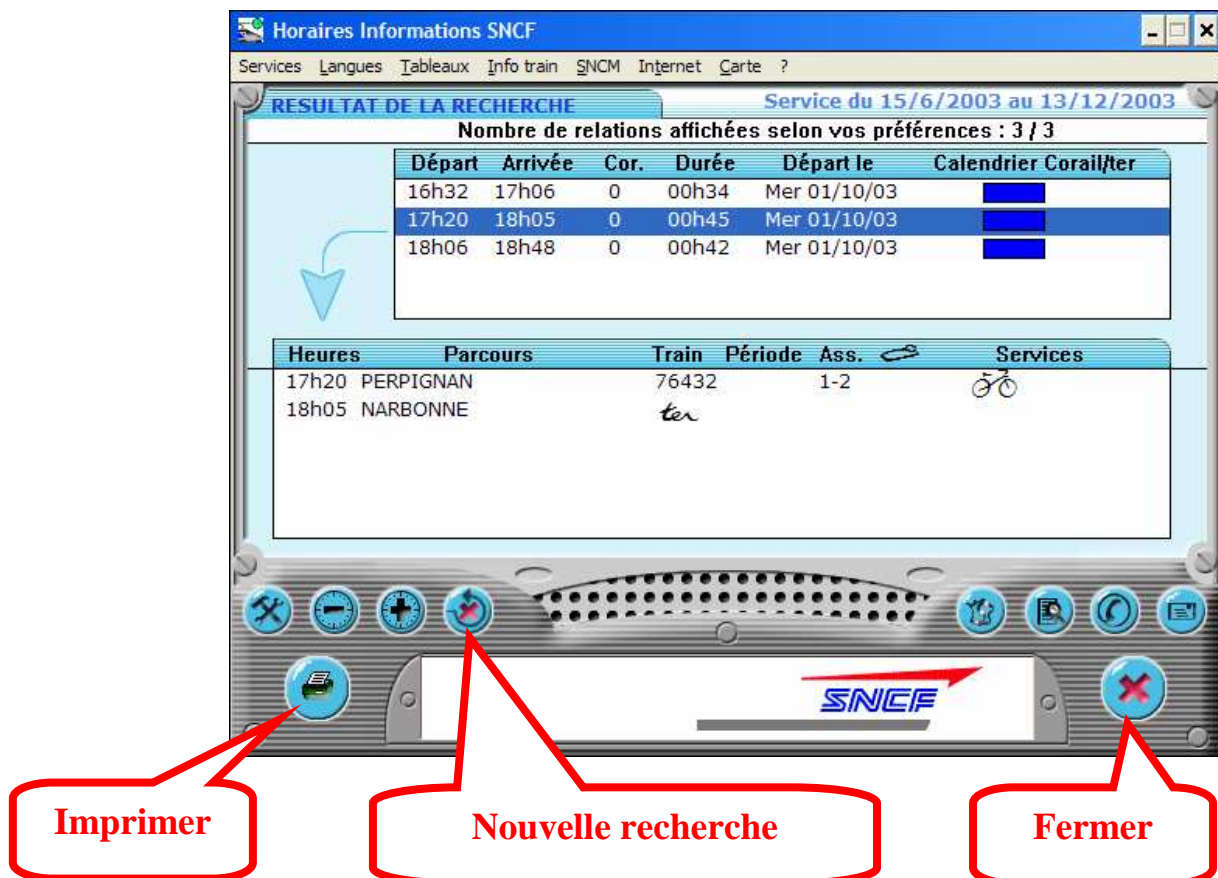 Horaires Informations SNCF
Services Langues Tableaux Info train SNCM Internet Carte ?
RESULTAT DE LA RECHERCHE Service du 15/6/2003 au 13/12/2003
Nombre de relations affichées selon vos préférences : 3 / 3
Départ Arrivée Cor. Durée Départ le Calendrier Corail/ter
16h32 17h06 0 00h34 Mer 01/10/03
17h20 18h05 0 00h45 Mer 01/10/03
18h06 18h48 0 00h42 Mer 01/10/03
Heures Parcours Train Période Ass. Services
17h20 PERPIGNAN 76432 1-2
18h05 NARBONNE ter
SNCF
Imprimer
Nouvelle recherche
Fermer